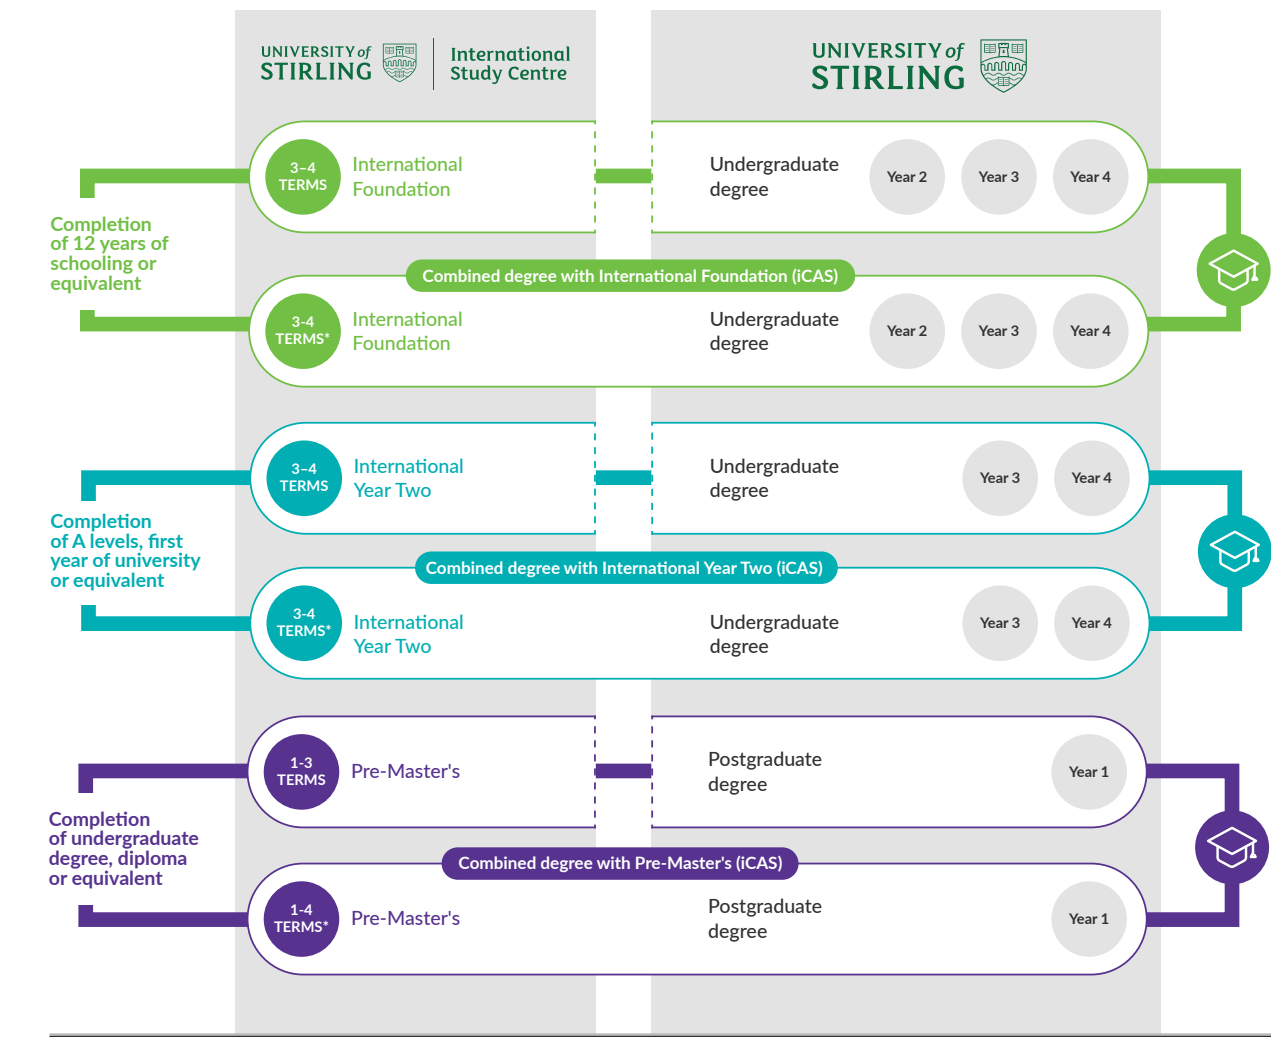 UNIVERSITY of
STIRLING
International
Study Centre
UNIVERSITY of
STIRLING
Completion
of 12 years of
schooling or
equivalent
3–4
TERMS
International
Foundation
Undergraduate
degree
Year 2
Year 3
Year 4
Combined degree with International Foundation (iCAS)
3-4
TERMS*
International
Foundation
Undergraduate
degree
Year 2
Year 3
Year 4
Completion
of A levels, first
year of university
or equivalent
3–4
TERMS
International
Year Two
Undergraduate
degree
Year 3
Year 4
Combined degree with International Year Two (iCAS)
3-4
TERMS*
International
Year Two
Undergraduate
degree
Year 3
Year 4
Completion
of undergraduate
degree, diploma
or equivalent
1-3
TERMS
Pre-Master's
Postgraduate
degree
Year 1
Combined degree with Pre-Master's (iCAS)
1-4
TERMS*
Pre-Master's
Postgraduate
degree
Year 1